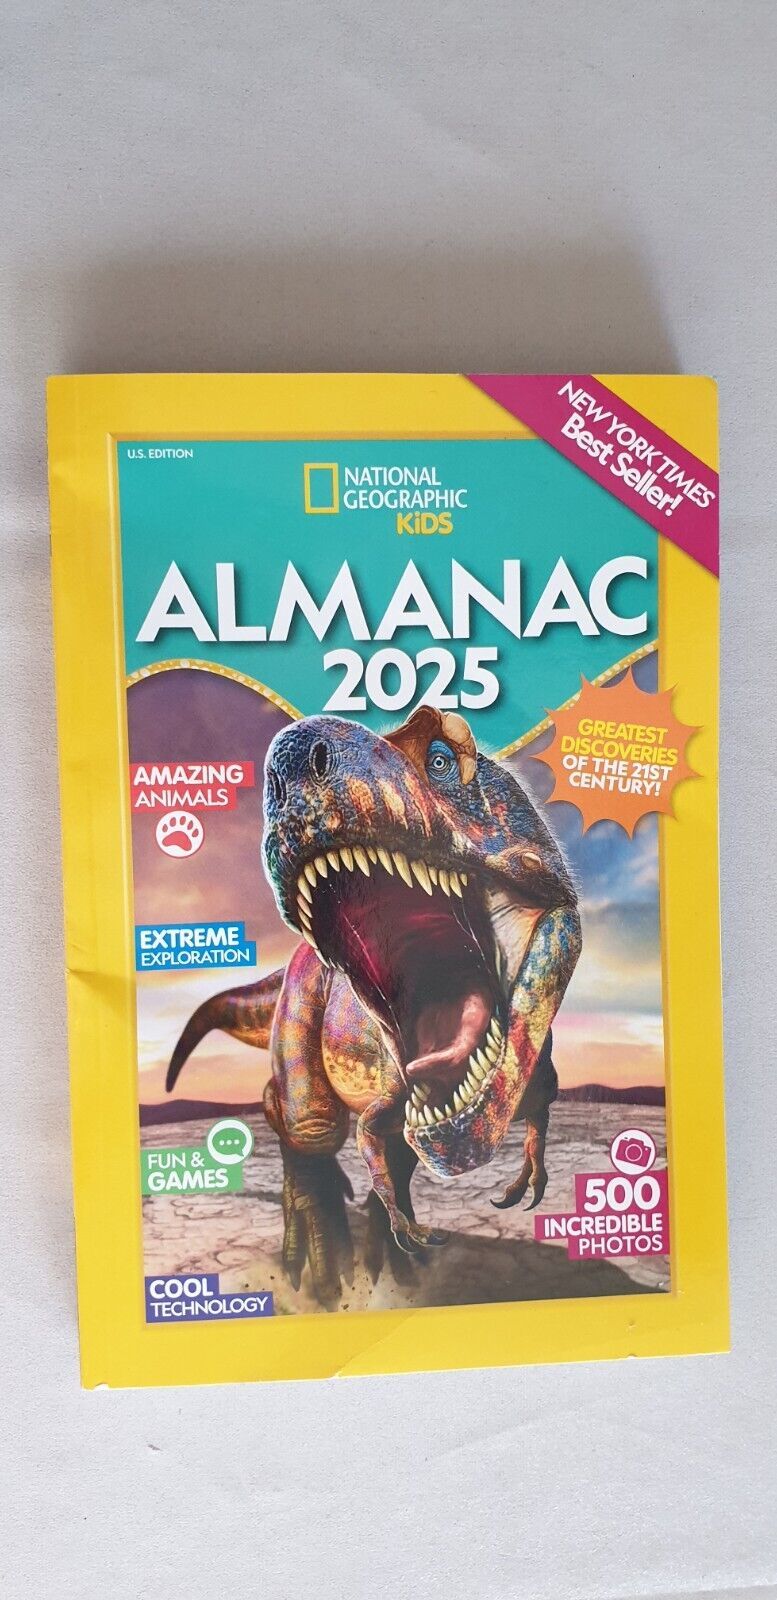 NEW YORK TIMES
Best Seller!
U.S. EDITION
NATIONAL
GEOGRAPHIC
KiDS
ALMANAC
2025
GREATEST
DISCOVERIES
OF THE 21ST
CENTURY!
AMAZING
ANIMALS
EXTREME
EXPLORATION
FUN &
GAMES
500
INCREDIBLE
PHOTOS
COOL
TECHNOLOGY